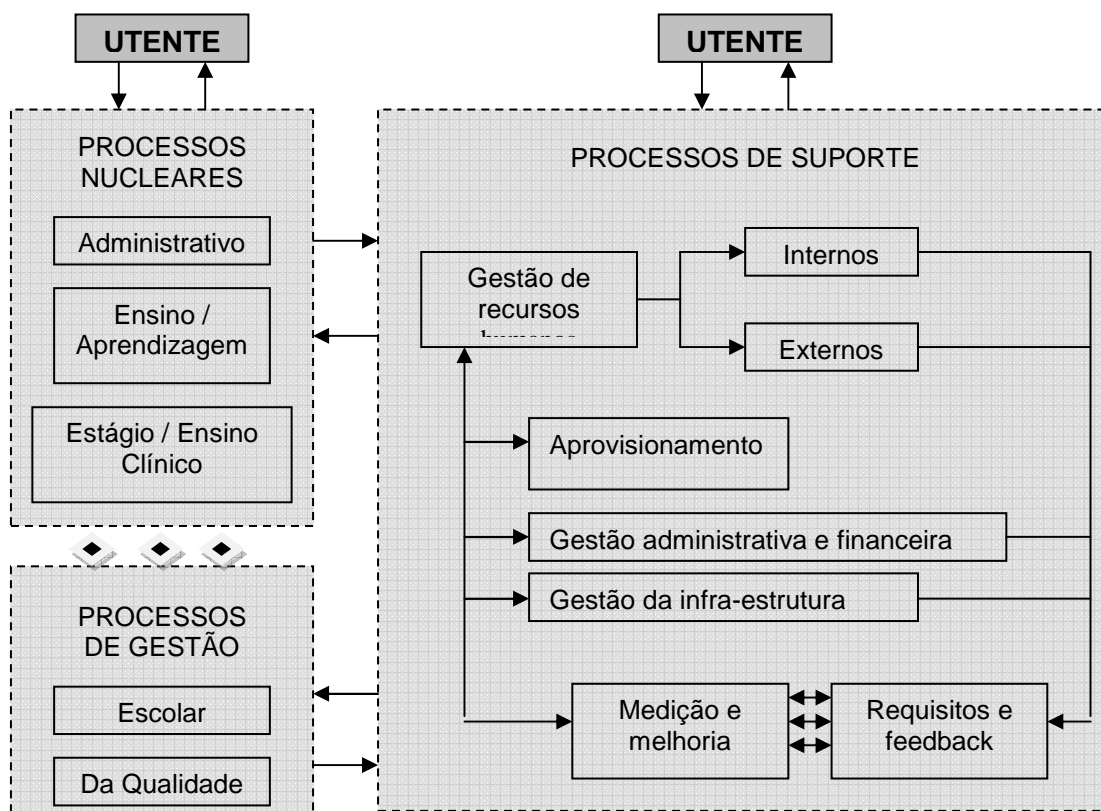 UTENTE
UTENTE
PROCESSOS
NUCLEARES
Administrativo
Ensino /
Aprendizagem
Estágio / Ensino
Clínico
PROCESSOS
DE GESTÃO
Escolar
Da Qualidade
PROCESSOS DE SUPORTE
Gestão de
recursos
Internos
Externos
Aprovisionamento
Gestão administrativa e financeira
Gestão da infra-estrutura
Medição e
melhoria
Requisitos e
feedback